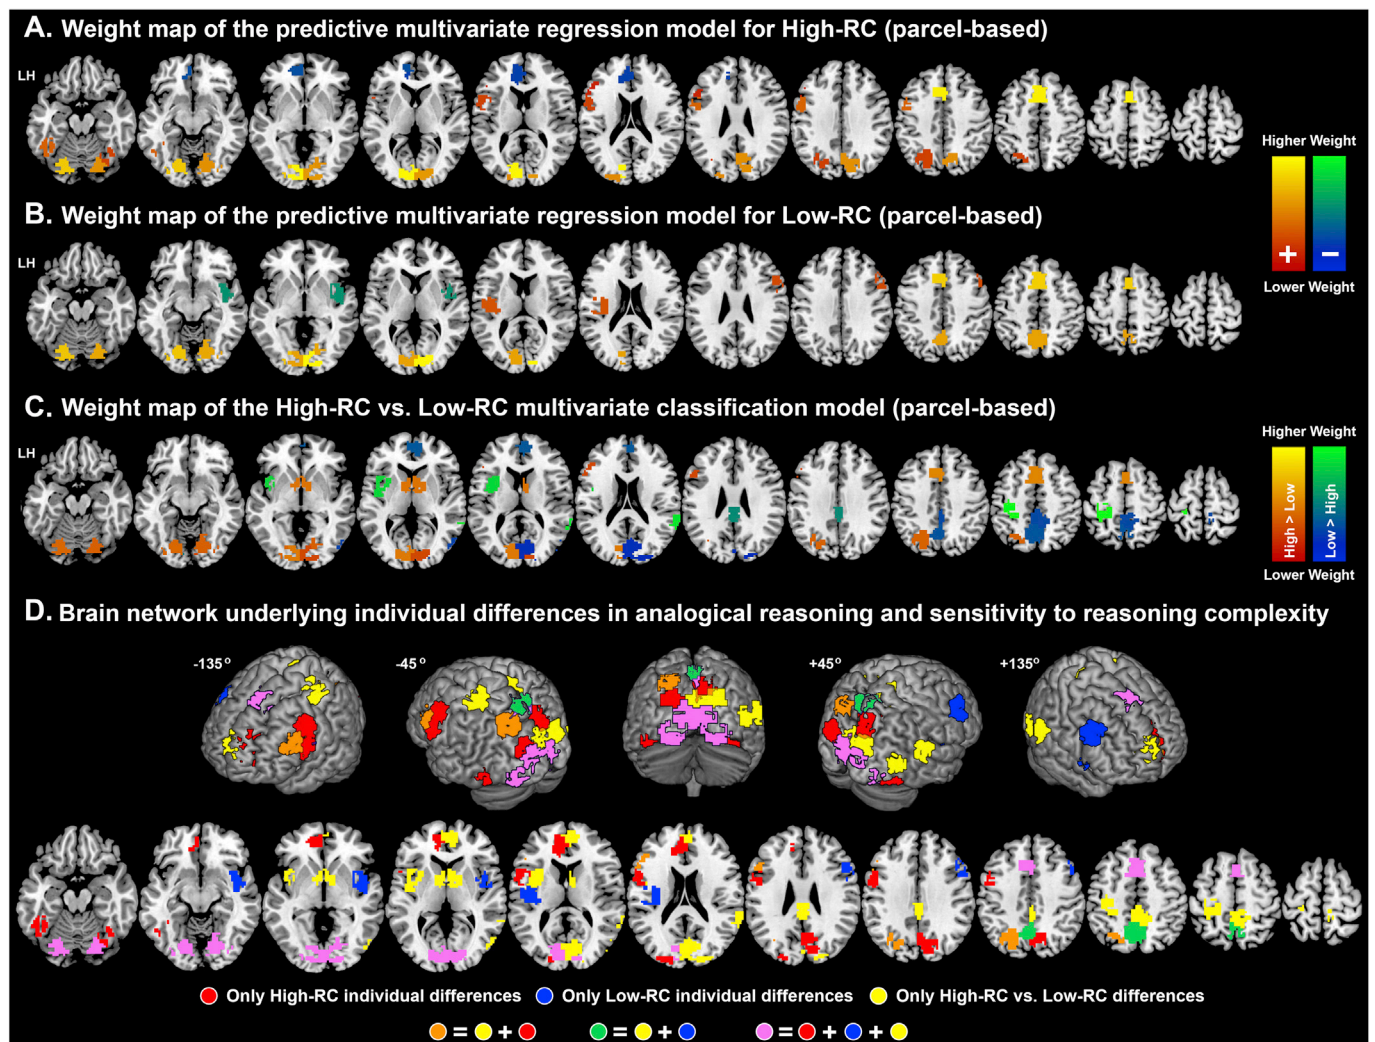 A. Weight map of the predictive multivariate regression model for High-RC (parcel-based)
LH
Higher Weight
+ −
Lower Weight
B. Weight map of the predictive multivariate regression model for Low-RC (parcel-based)
LH
C. Weight map of the High-RC vs. Low-RC multivariate classification model (parcel-based)
LH
Higher Weight
High > Low
Low > High
Lower Weight
D. Brain network underlying individual differences in analogical reasoning and sensitivity to reasoning complexity
-135° -45° +45° +135°
Only High-RC individual differences Only Low-RC individual differences Only High-RC vs. Low-RC differences
= + = + = + +